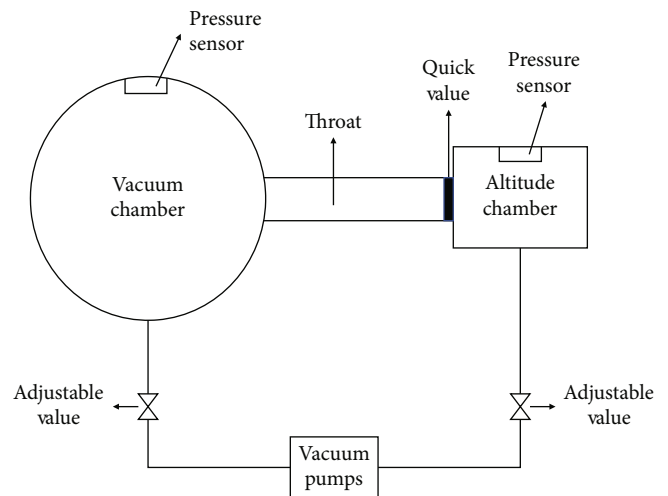 Pressure
sensor
Quick
value
Pressure
sensor
Throat
Vacuum
chamber
Altitude
chamber
Adjustable
value
Adjustable
value
Vacuum
pumps